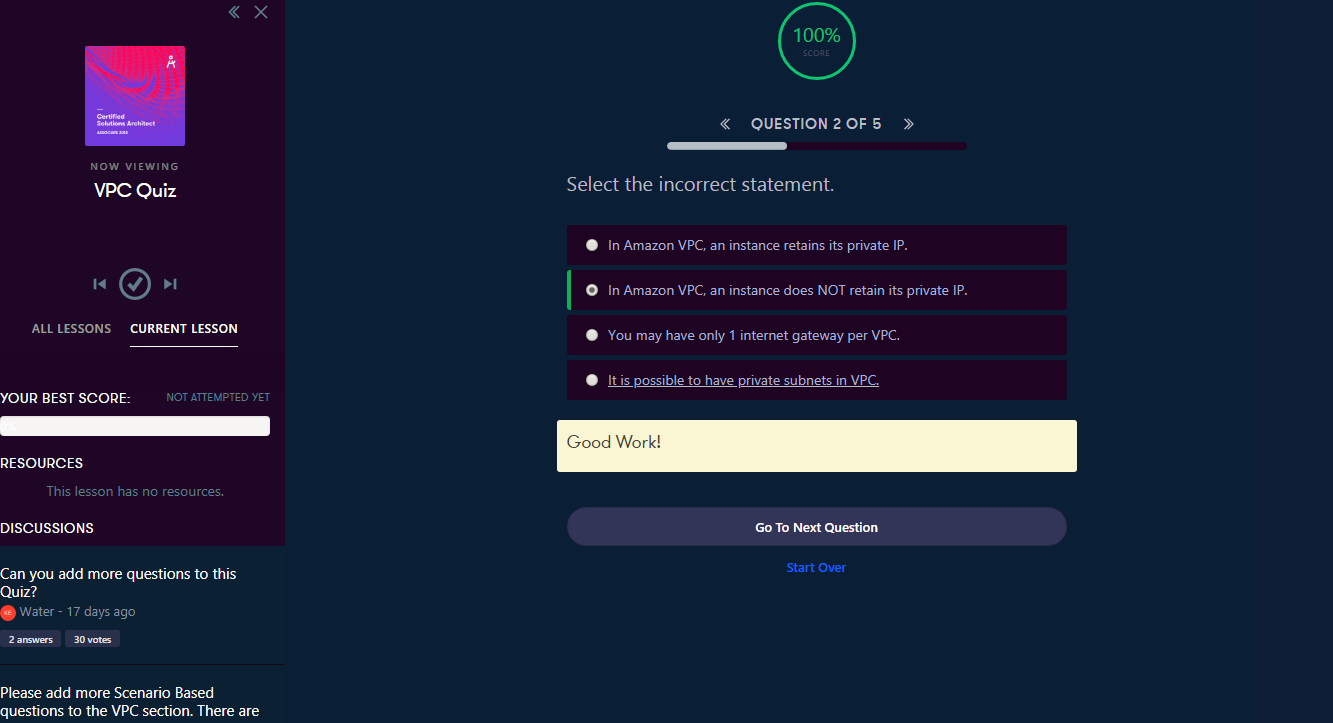 Certified
Solutions Architect
ASSOCIATE 2018
NOW VIEWING
VPC Quiz
ALL LESSONS
CURRENT LESSON
YOUR BEST SCORE:
NOT ATTEMPTED YET
RESOURCES
This lesson has no resources.
DISCUSSIONS
Can you add more questions to this
Quiz?
KE
Water - 17 days ago
2 answers
30 votes
Please add more Scenario Based
questions to the VPC section. There are
100%
SCORE
QUESTION 2 OF 5
Select the incorrect statement.
In Amazon VPC, an instance retains its private IP.
In Amazon VPC, an instance does NOT retain its private IP.
You may have only 1 internet gateway per VPC.
It is possible to have private subnets in VPC.
Good Work!
Go To Next Question
Start Over